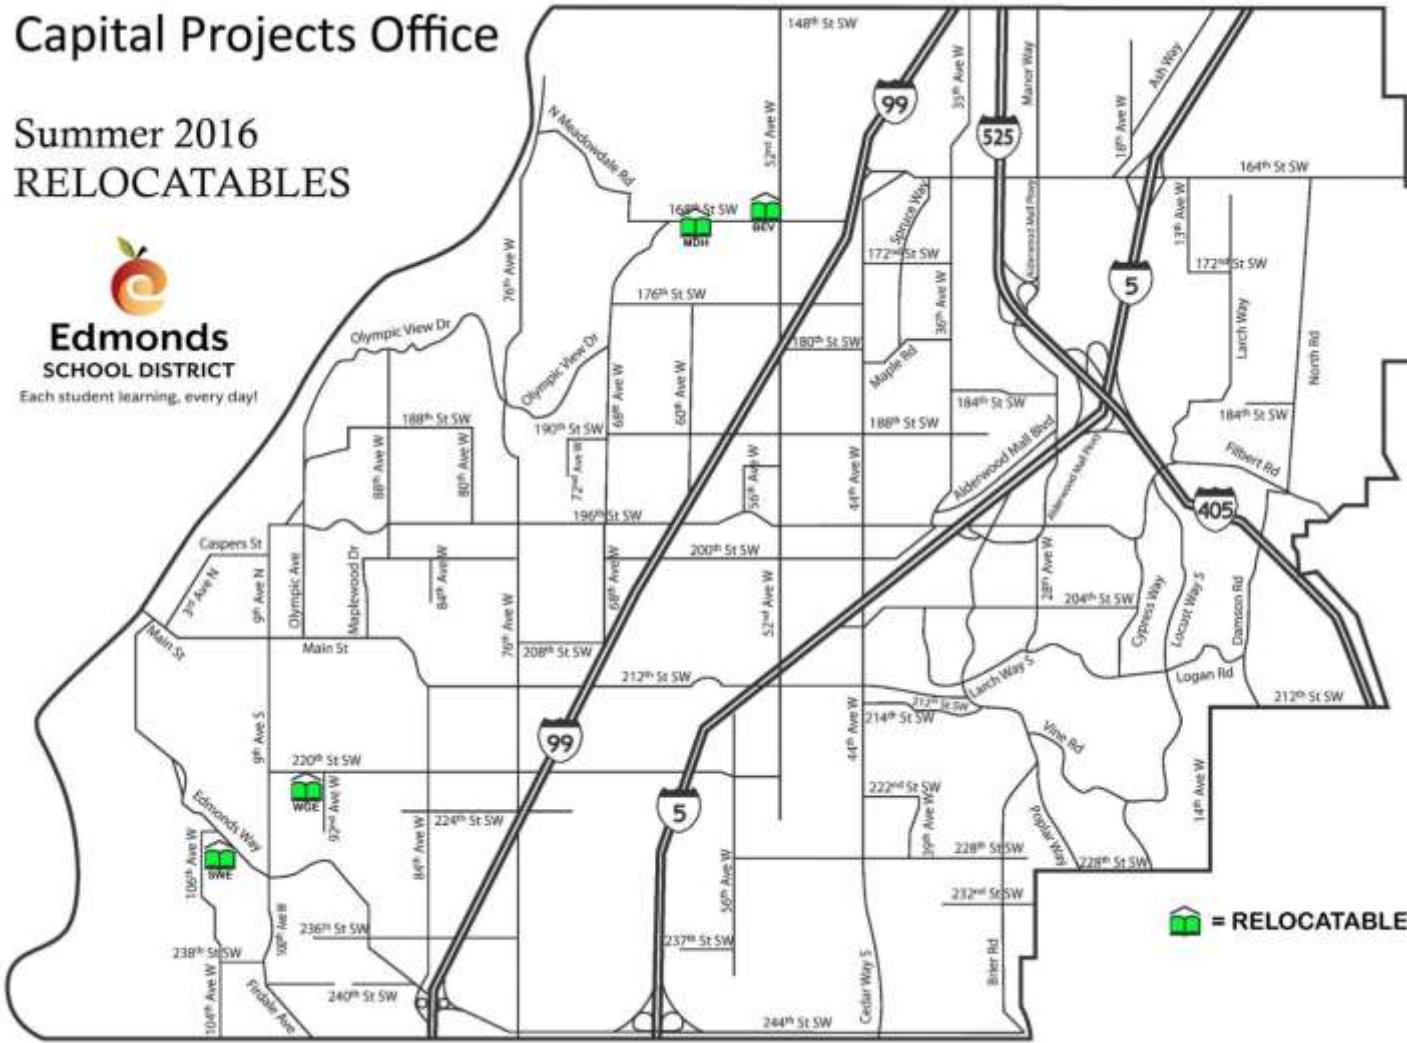 Capital Projects Office
Summer 2016
RELOCATABLES
Edmonds
SCHOOL DISTRICT
Each student learning, every day!
148th St SW
99
35th Ave W
525
Manor Way
18th Ave W
Ash Way
N Meadowdale Rd
52nd Ave W
164th St SW
168th St SW
MDH
BEV
Spruce Way
Alderwood Mall Pkwy
13th Ave W
172nd St SW
172nd St SW
5
76th Ave W
176th St SW
36th Ave W
Larch Way
North Rd
Olympic View Dr
Olympic View Dr
180th St SW
Maple Rd
68th Ave W
60th Ave W
184th St SW
184th St SW
188th St SW
190th St SW
188th St SW
Alderwood Mall Blvd
Alderwood Mall Pkwy
Filbert Rd
88th Ave W
80th Ave W
72nd Ave W
56th Ave W
44th Ave W
405
196th St SW
Caspers St
200th St SW
3rd Ave N
9th Ave N
Olympic Ave
Maplewood Dr
84th Ave W
76th Ave W
68th Ave W
52nd Ave W
28th Ave W
204th St SW
Cypress Way
Locust Way S
Damson Rd
Main St
Main St
208th St SW
212th St SW
Larch Way S
Logan Rd
212th St SW
212th St SW
214th St SW
9th Ave S
99
44th Ave W
Vine Rd
220th St SW
WGE
92nd Ave W
5
222nd St SW
39th Ave W
14th Ave W
Edmonds Way
224th St SW
84th Ave W
Poplar Way
106th Ave W
SWE
56th Ave W
228th St SW
228th St SW
232nd St SW
= RELOCATABLE
100th Ave W
236th St SW
237th St SW
238th St SW
Brier Rd
104th Ave W
Firdale Ave
240th St SW
Cedar Way S
244th St SW